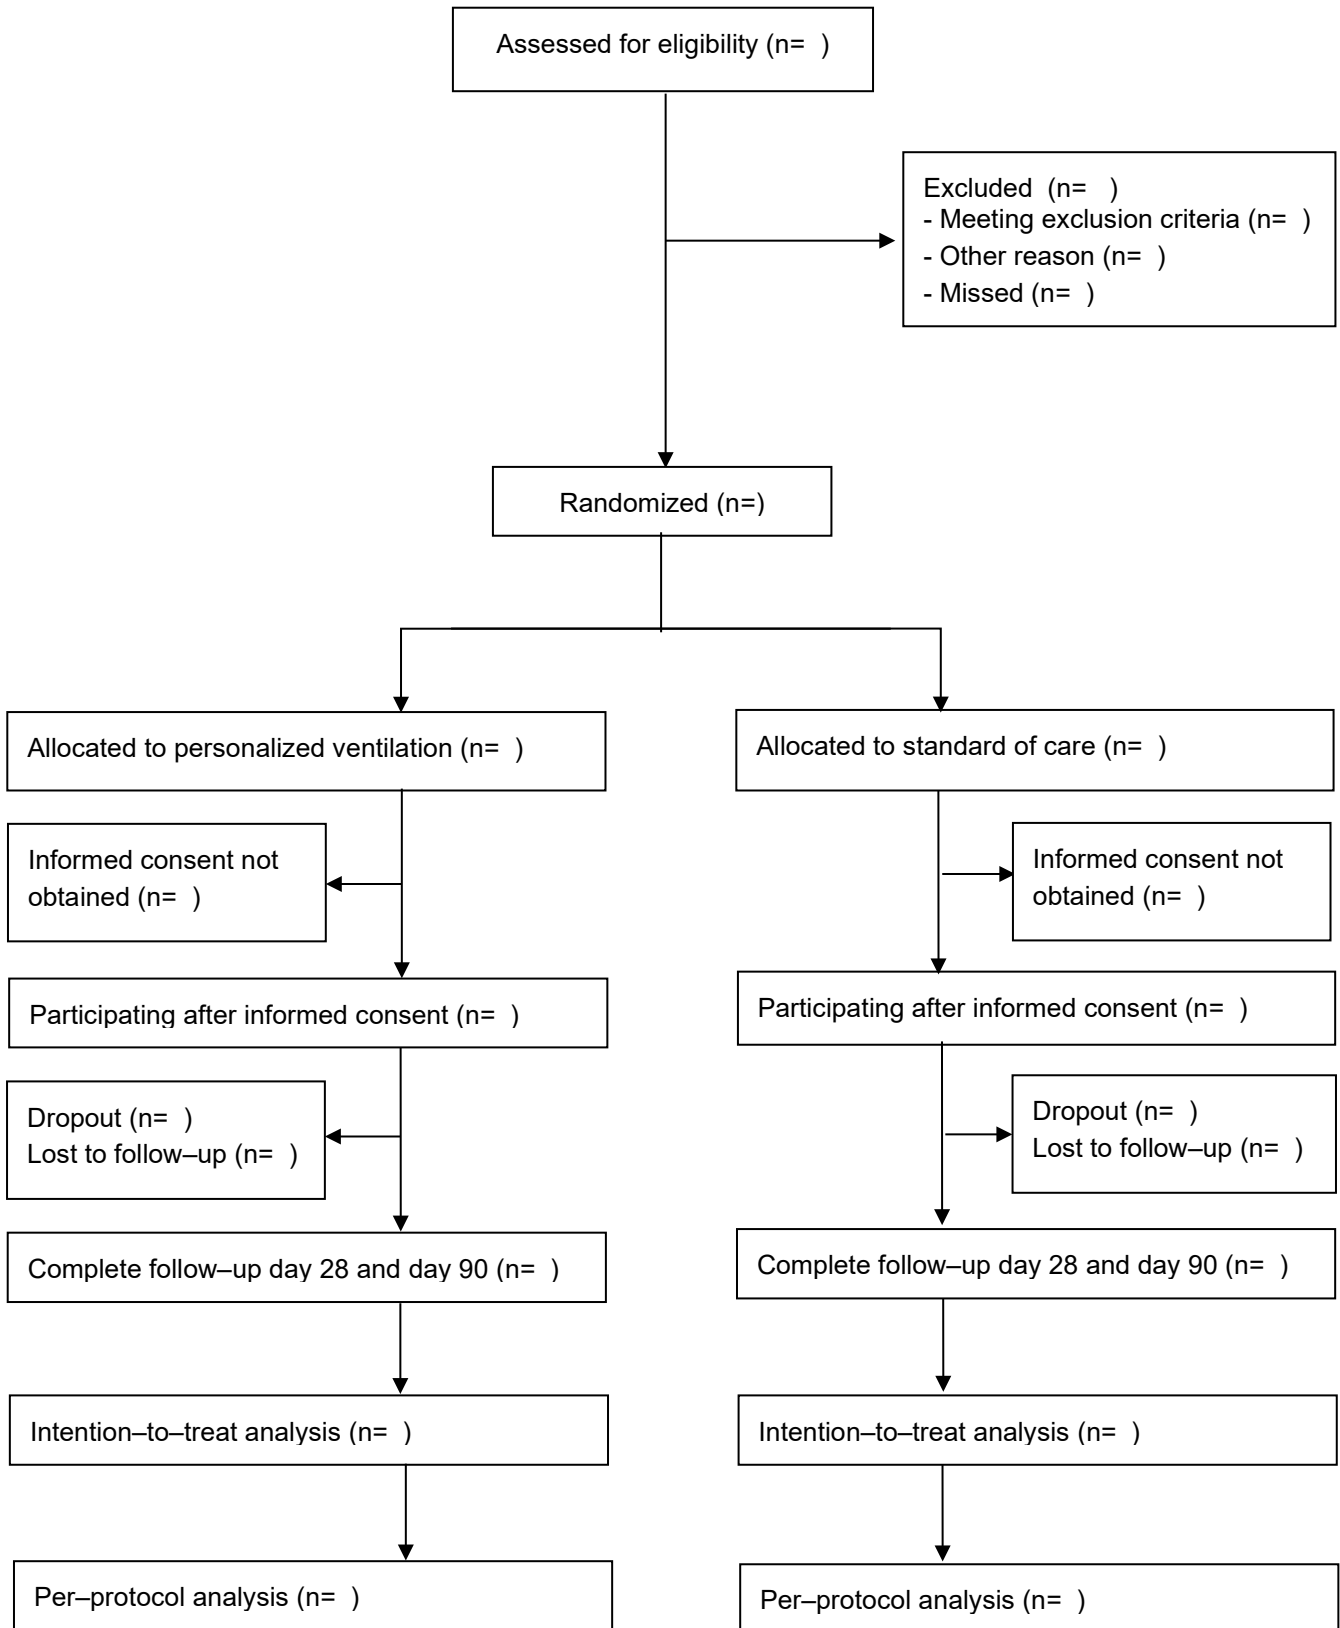 Assessed for eligibility (n=  )
Excluded  (n=   )
- Meeting exclusion criteria (n=  )
- Other reason (n=  )
- Missed (n=  )
Randomized (n=)
Allocated to personalized ventilation (n=  )
Allocated to standard of care (n=  )
Informed consent not
obtained (n=  )
Informed consent not
obtained (n=  )
Participating after informed consent (n=  )
Participating after informed consent (n=  )
Dropout (n=  )
Lost to follow–up (n=  )
Dropout (n=  )
Lost to follow–up (n=  )
Complete follow–up day 28 and day 90 (n=  )
Complete follow–up day 28 and day 90 (n=  )
Intention–to–treat analysis (n=  )
Intention–to–treat analysis (n=  )
Per–protocol analysis (n=  )
Per–protocol analysis (n=  )